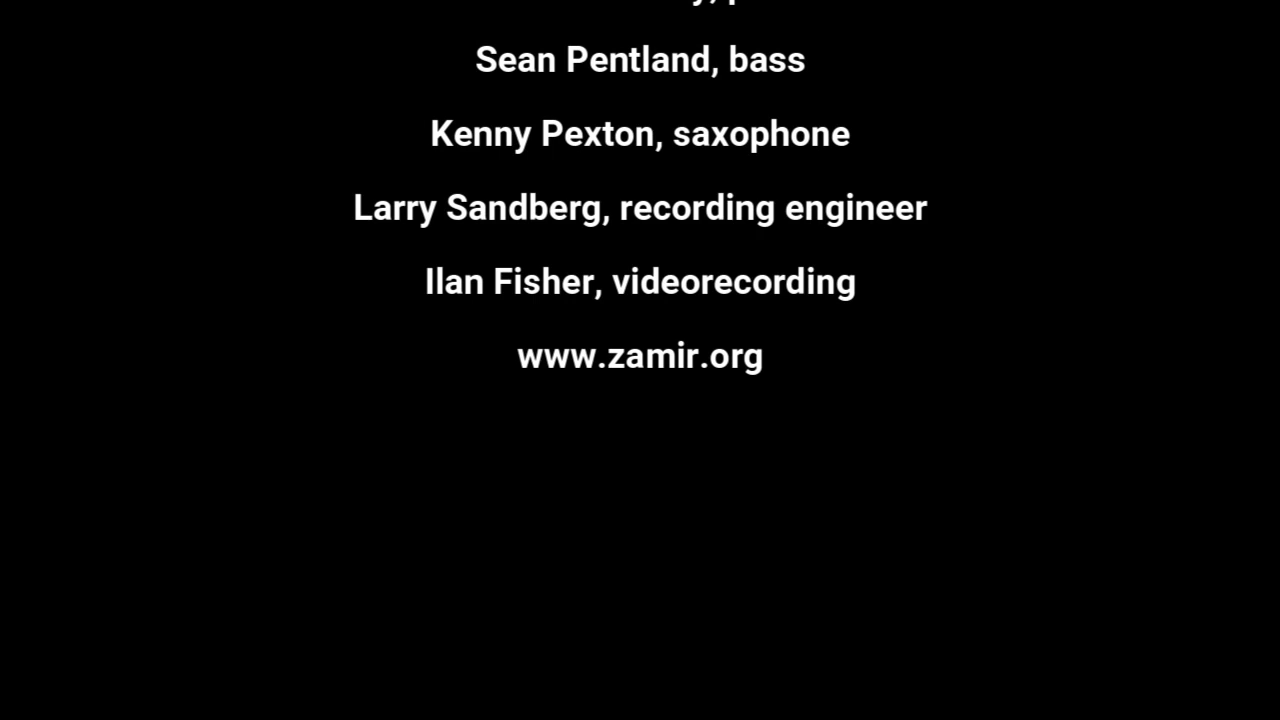 Sean Pentland, bass
Kenny Pexton, saxophone
Larry Sandberg, recording engineer
Ilan Fisher, videorecording
www.zamir.org